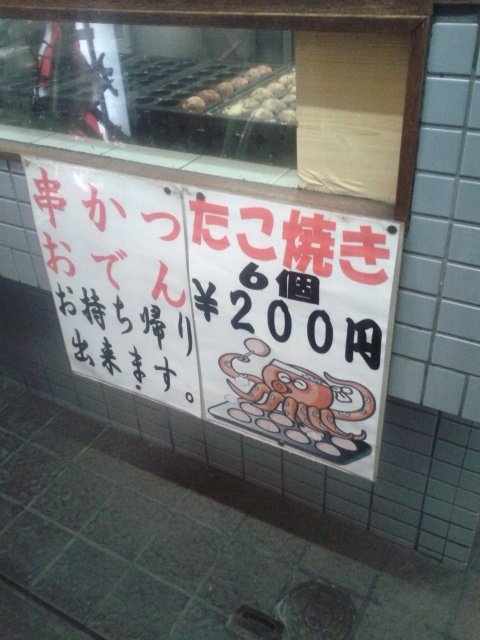 串かつ
おでん
お持ち帰り
出来ます。
たこ焼き
6個
¥200円